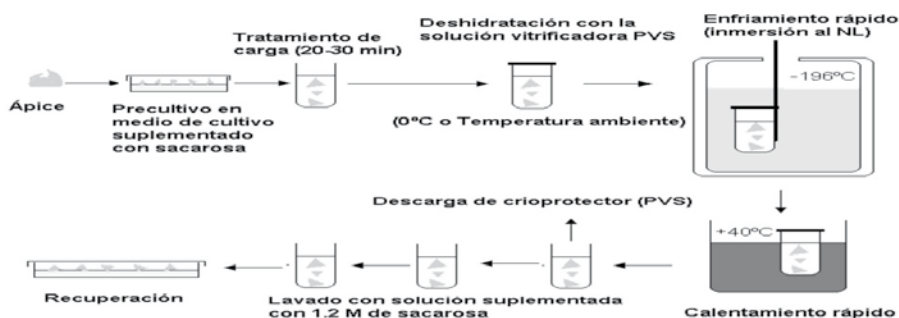 Ápice
Precultivo en
medio de cultivo
suplementado
con sacarosa
Tratamiento de
carga (20-30 min)
Deshidratación con la
solución vitrificadora PVS
(0ºC o Temperatura ambiente)
Enfriamiento rápido
(inmersión al NL)
-196ºC
+40ºC
Calentamiento rápido
Descarga de crioprotector (PVS)
Lavado con solución suplementada
con 1.2 M de sacarosa
Recuperación